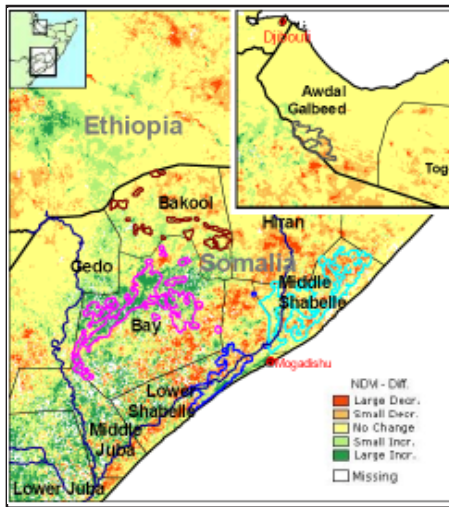 Djibouti
Awdal
Galbeed
Tog
Ethiopia
Bakool
Hiran
Gedo
Somalia
Middle
Shabelle
Bay
Mogadishu
Lower
Shabelle
Middle
Juba
Lower Juba
NDVI - Diff.
Large Decr.
Small Decr.
No Change
Small Incr.
Large Incr.
Missing